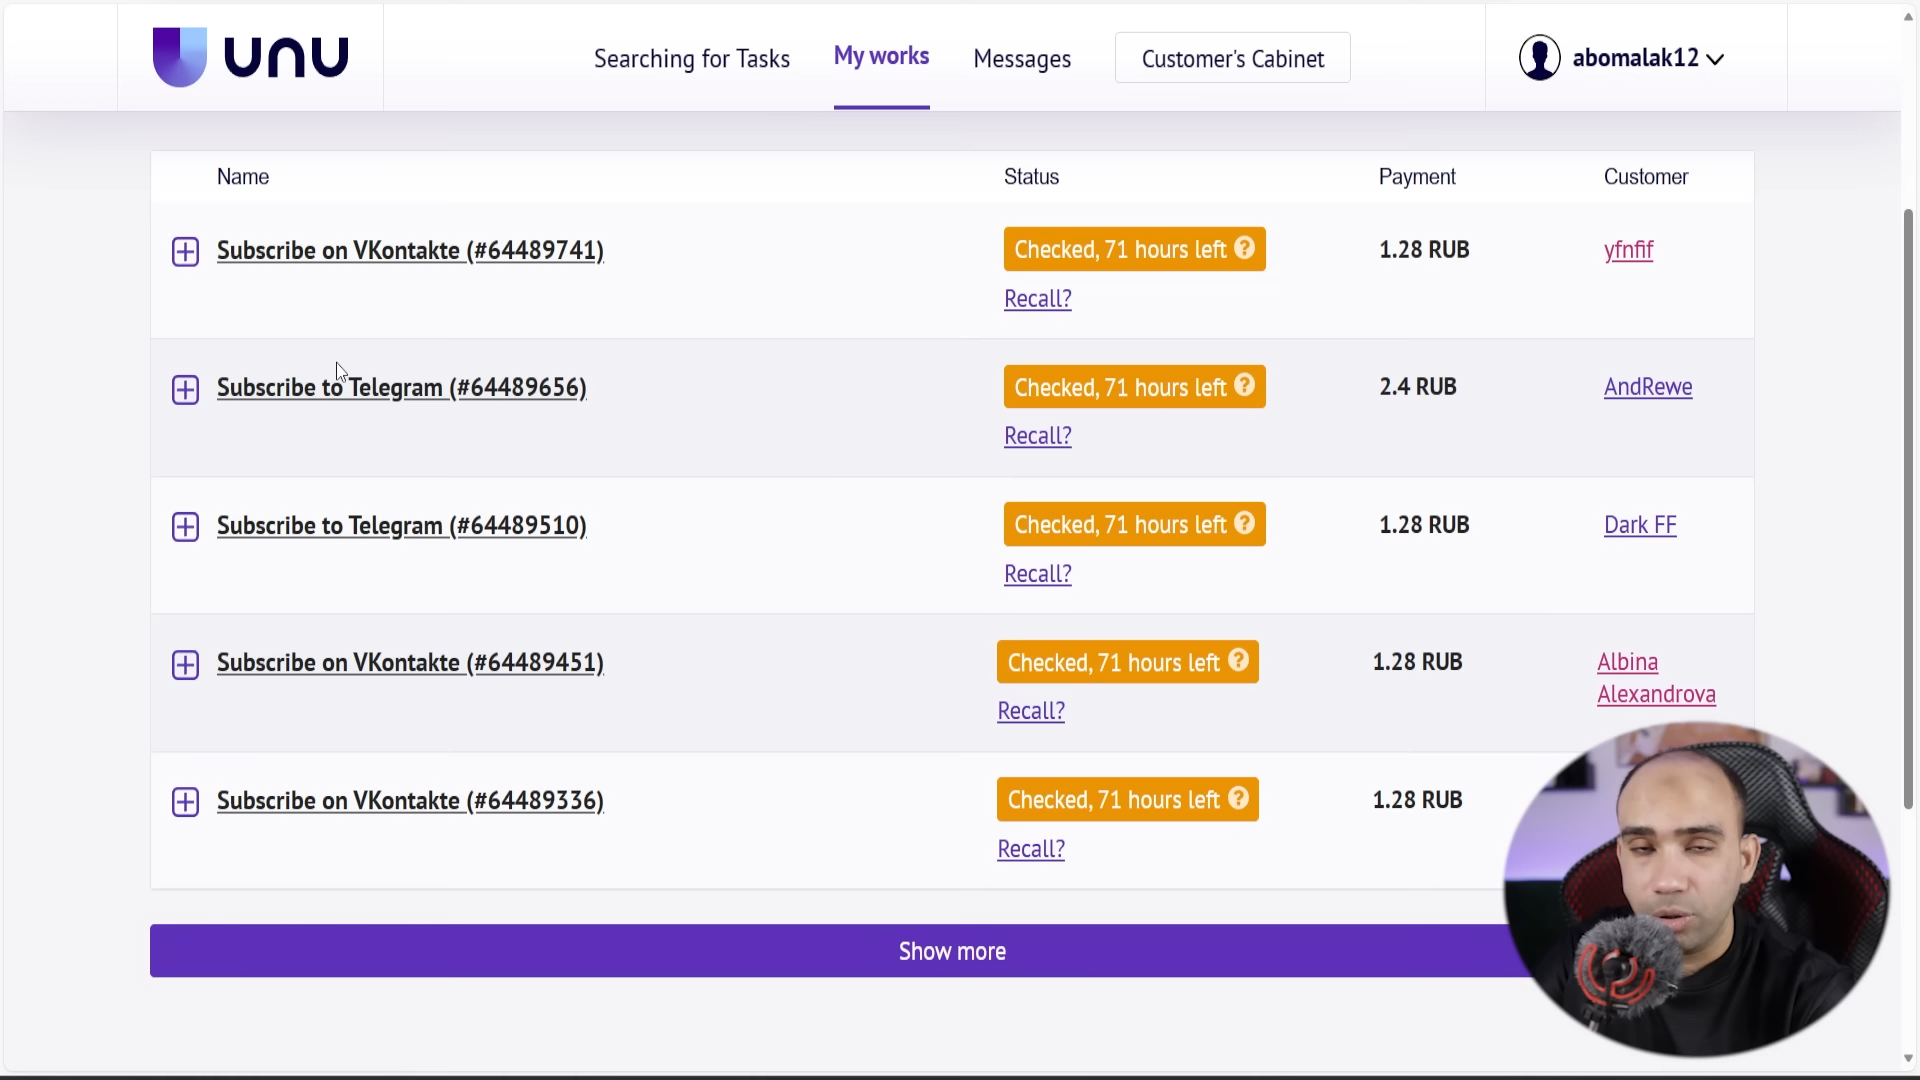 unu
Searching for Tasks
My works
Messages
Customer's Cabinet
abomalak12
Name Status Payment Customer
Subscribe on VKontakte (#64489741) Checked, 71 hours left ? 1.28 RUB yfnfif
Recall?
Subscribe to Telegram (#64489656) Checked, 71 hours left ? 2.4 RUB AndRewe
Recall?
Subscribe to Telegram (#64489510) Checked, 71 hours left ? 1.28 RUB Dark FF
Recall?
Subscribe on VKontakte (#64489451) Checked, 71 hours left ? 1.28 RUB Albina
Alexandrova
Recall?
Subscribe on VKontakte (#64489336) Checked, 71 hours left ? 1.28 RUB
Recall?
Show more